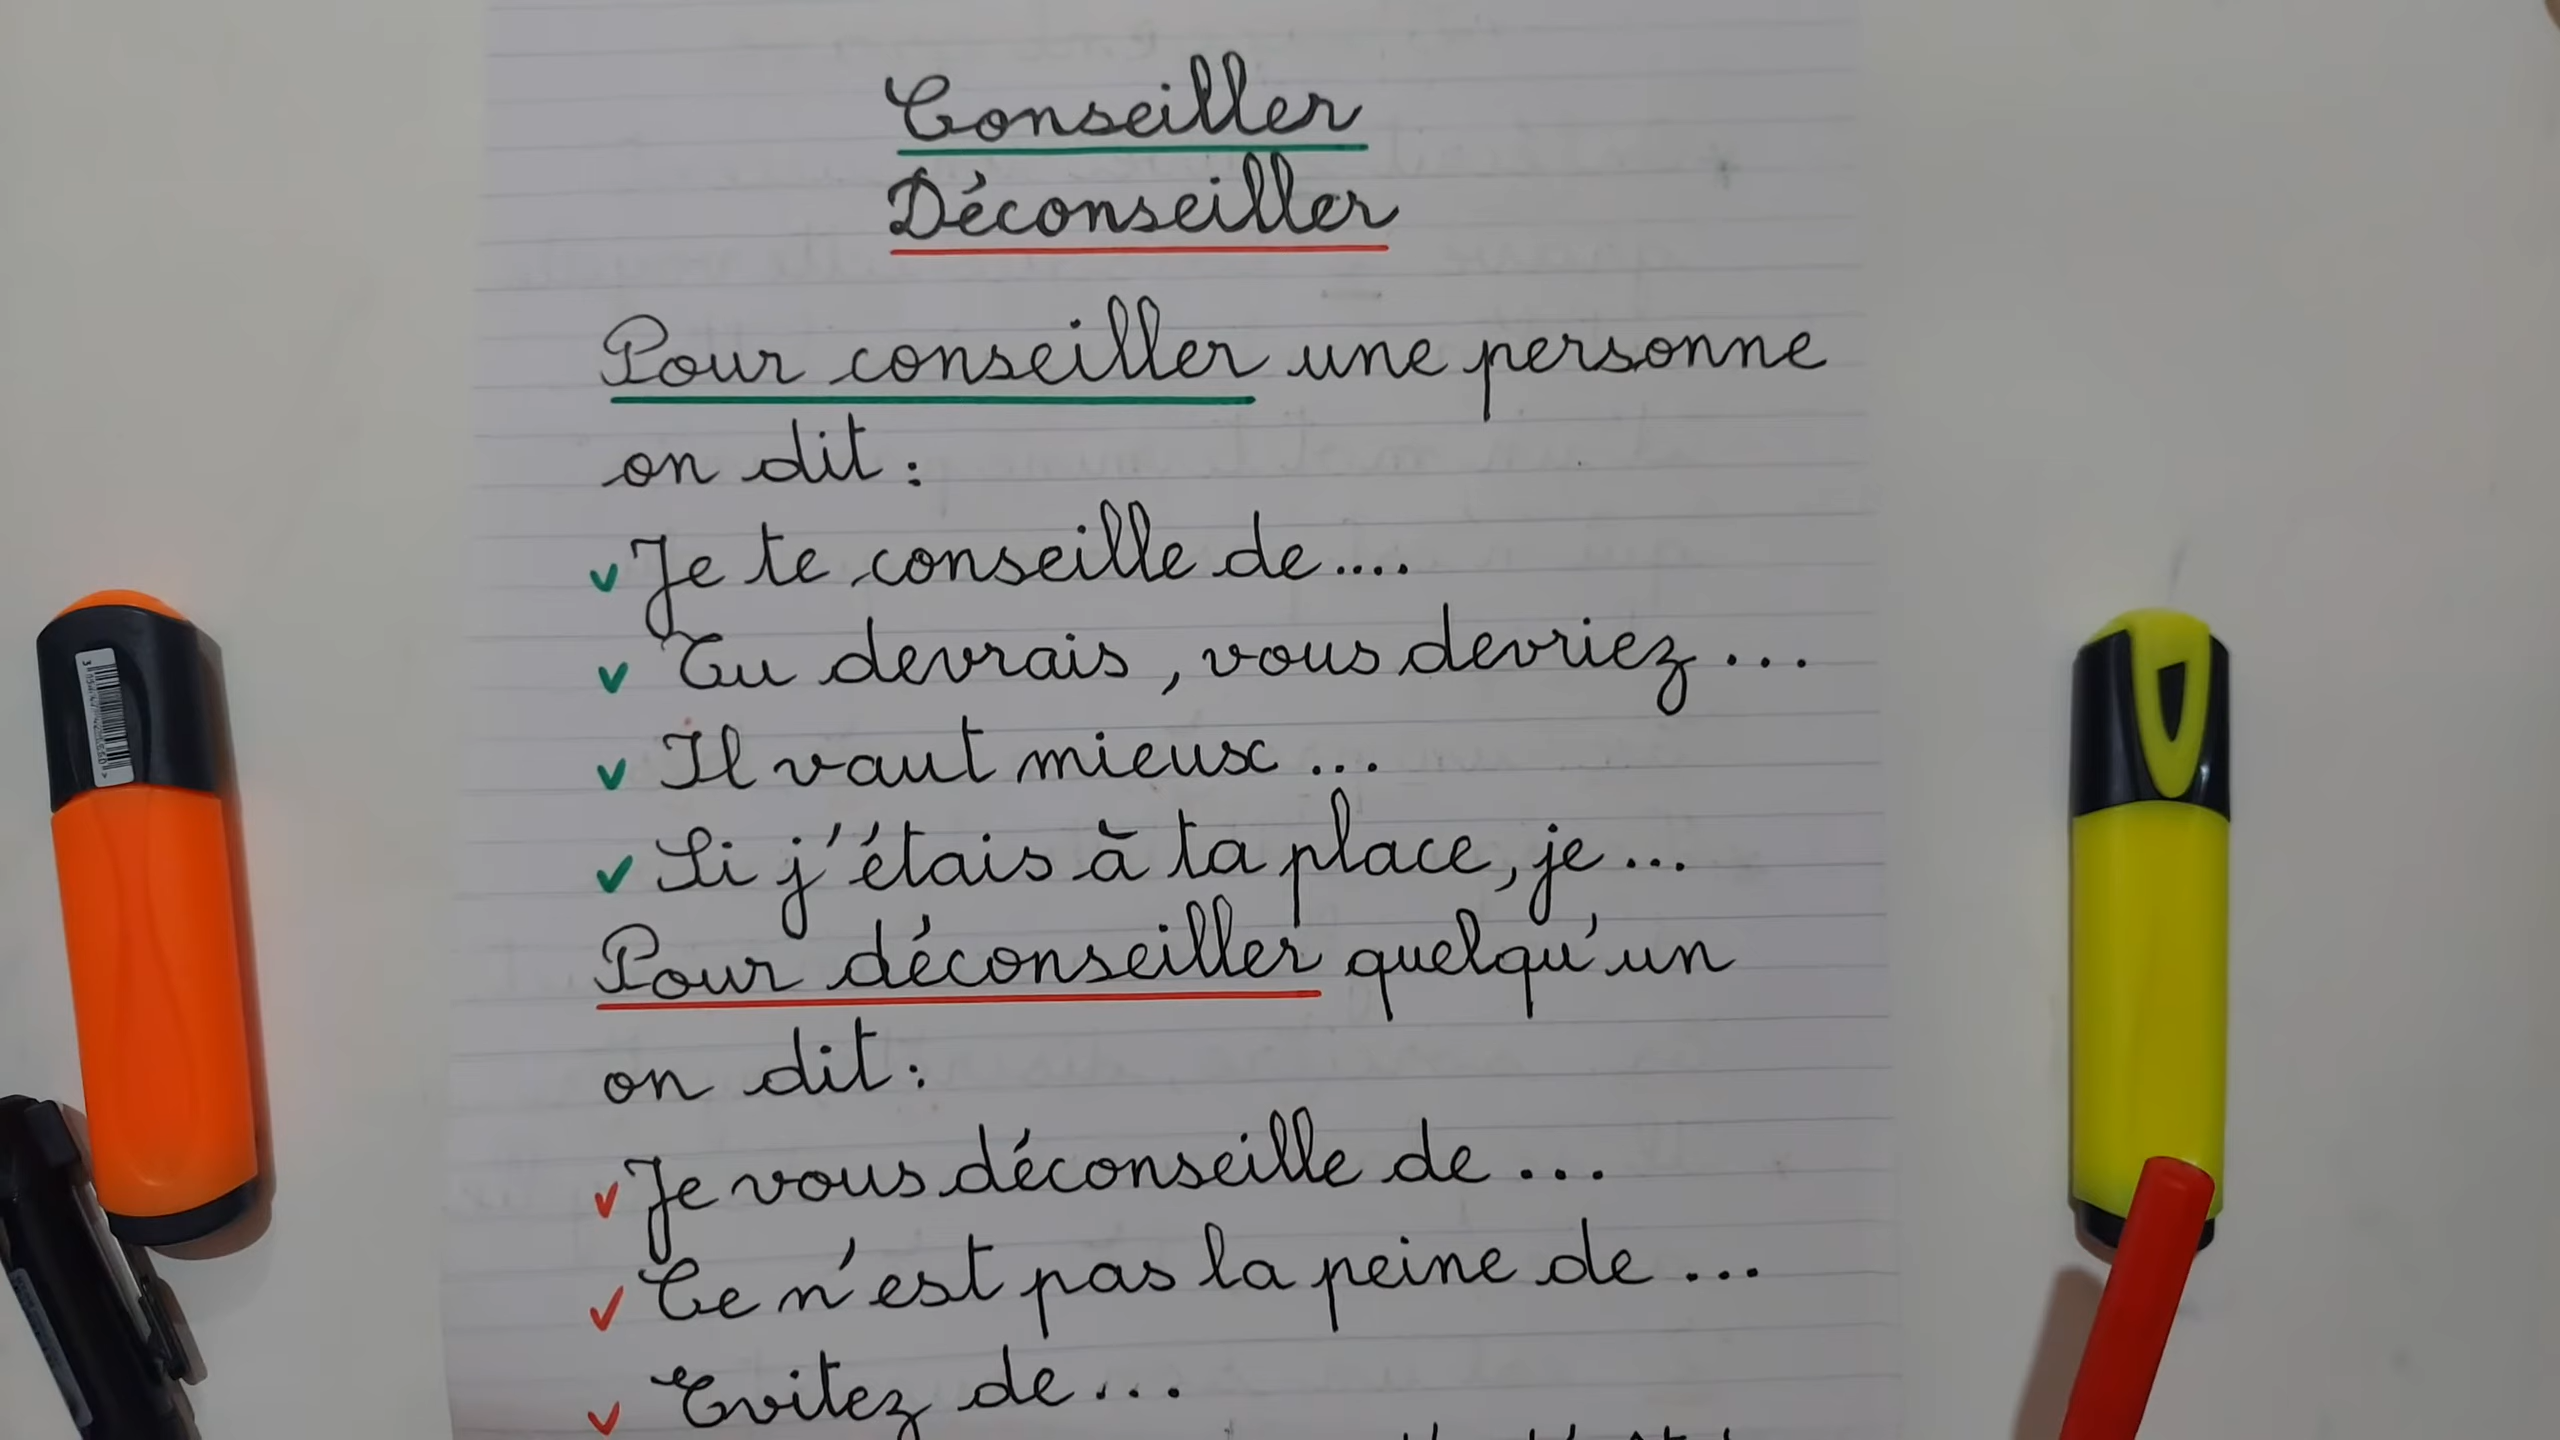 Conseiller
Déconseiller
Pour conseiller une personne
on dit :
Je te conseille de....
Tu devrais, vous devriez ...
Il vaut mieux ...
Si j'étais à ta place, je ...
Pour déconseiller quelqu'un
on dit :
Je vous déconseille de ...
Ce n'est pas la peine de ...
Evitez de ...